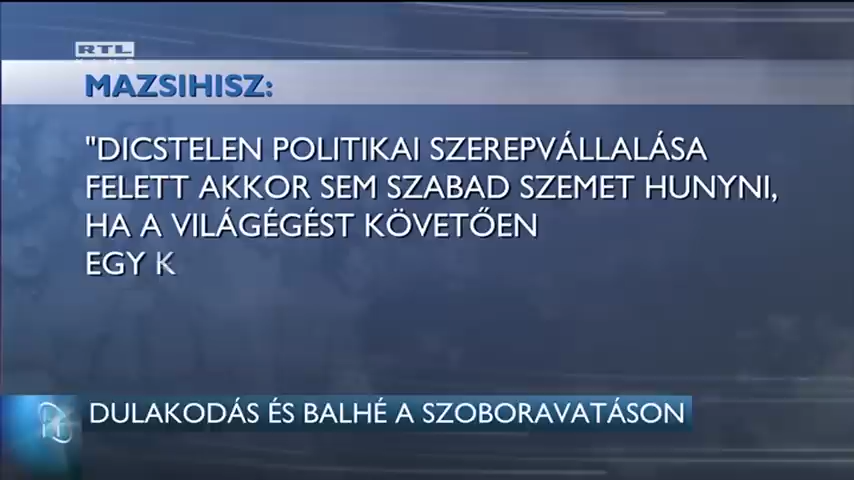 RTL
KLUB
MAZSIHISZ:
"DICSTELEN POLITIKAI SZEREPVÁLLALÁSA
FELETT AKKOR SEM SZABAD SZEMET HUNYNI,
HA A VILÁGÉGÉST KÖVETŐEN
EGY K
DULAKODÁS ÉS BALHÉ A SZOBORAVATÁSON